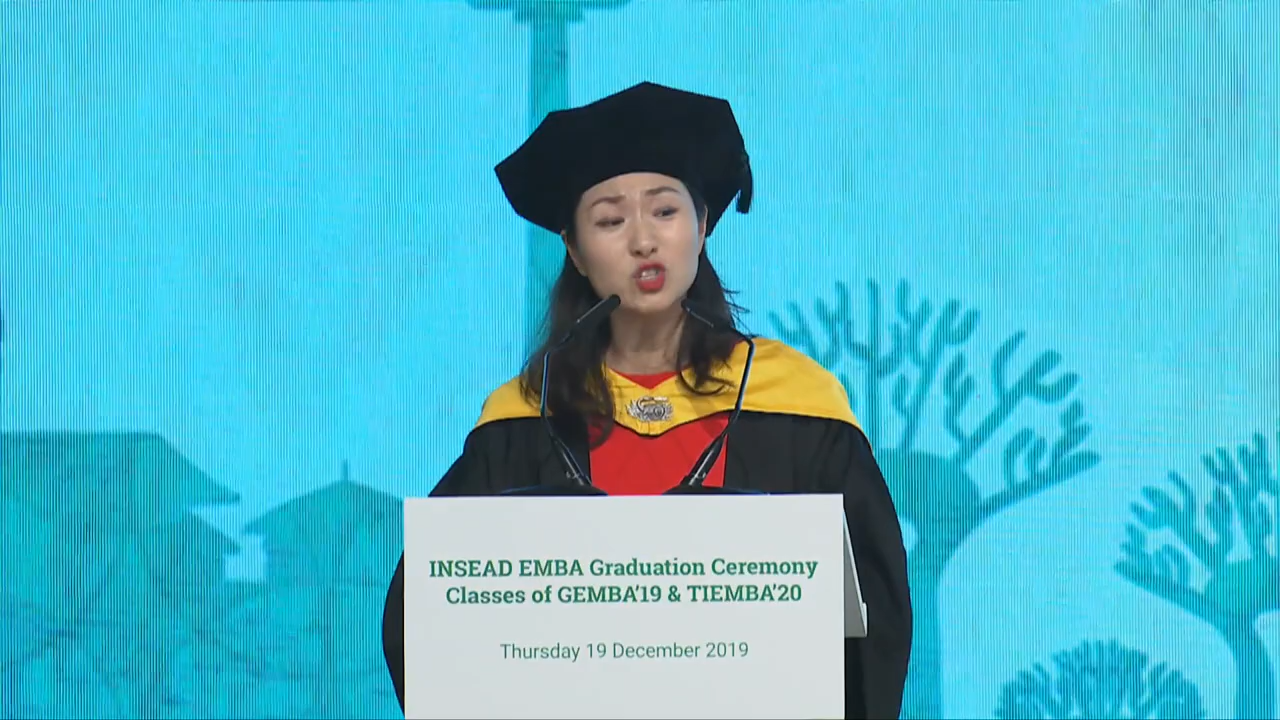 INSEAD EMBA Graduation Ceremony
Classes of GEMBA'19 & TIEMBA'20
Thursday 19 December 2019